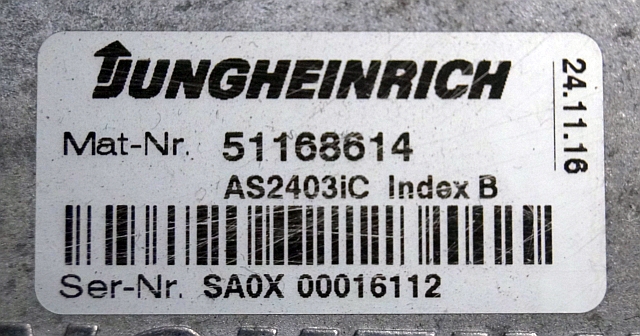 JUNGHEINRICH
24.11.16
Mat-Nr. 51168614
AS2403iC Index B
Ser-Nr. SA0X 00016112